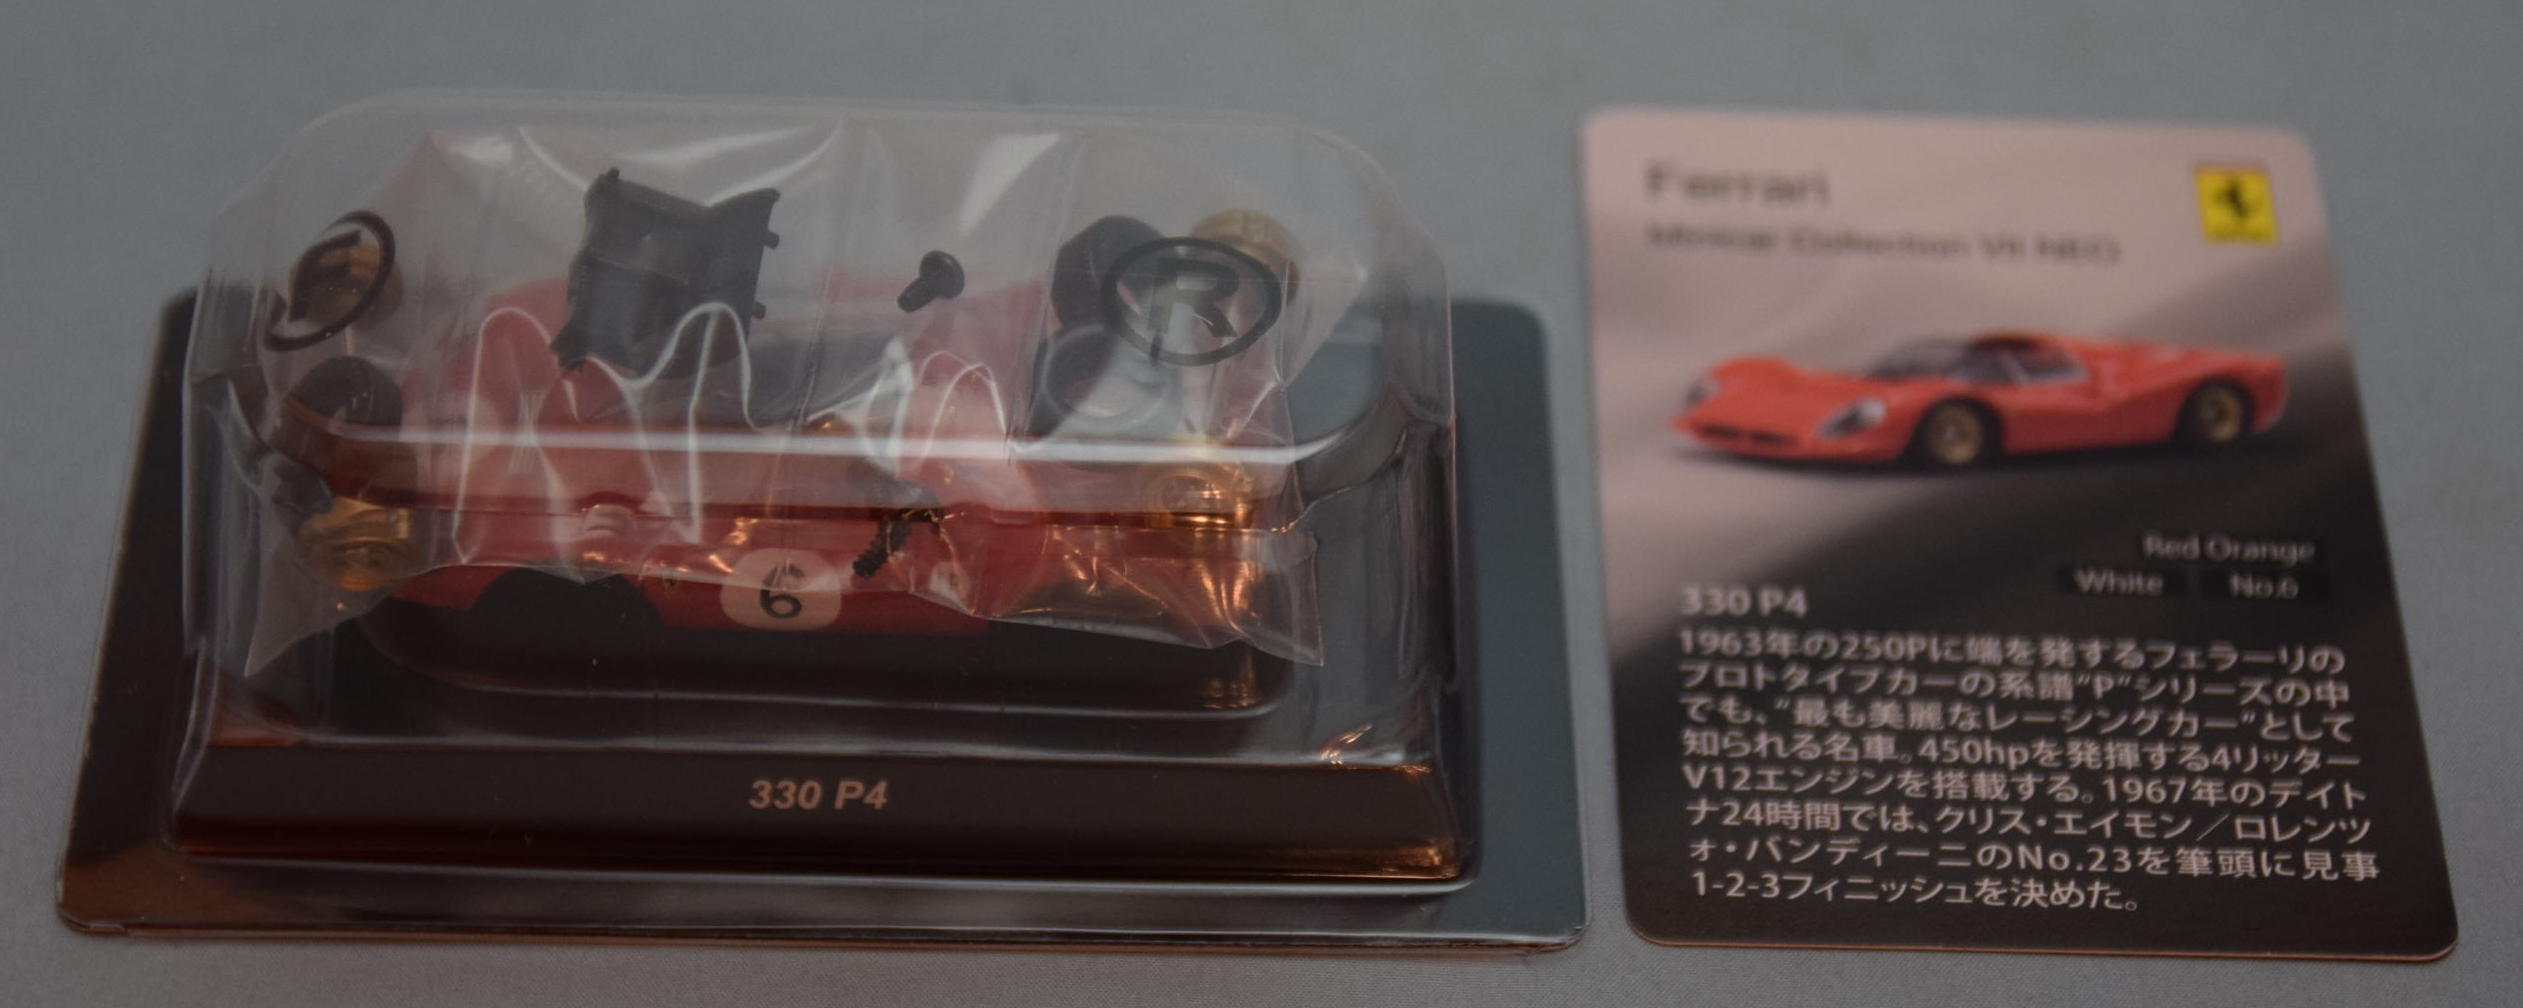 R
6
330 P4
Ferrari
Minicar Collection VII NEO
Red Orange
White No.6
330 P4
1963年の250Pに端を発するフェラーリの
プロトタイプカーの系譜"P"シリーズの中
でも、"最も美麗なレーシングカー"として
知られる名車。450hpを発揮する4リッター
V12エンジンを搭載する。1967年のデイト
ナ24時間では、クリス・エイモン／ロレンツ
ォ・バンディーニのNo.23を筆頭に見事
1-2-3フィニッシュを決めた。